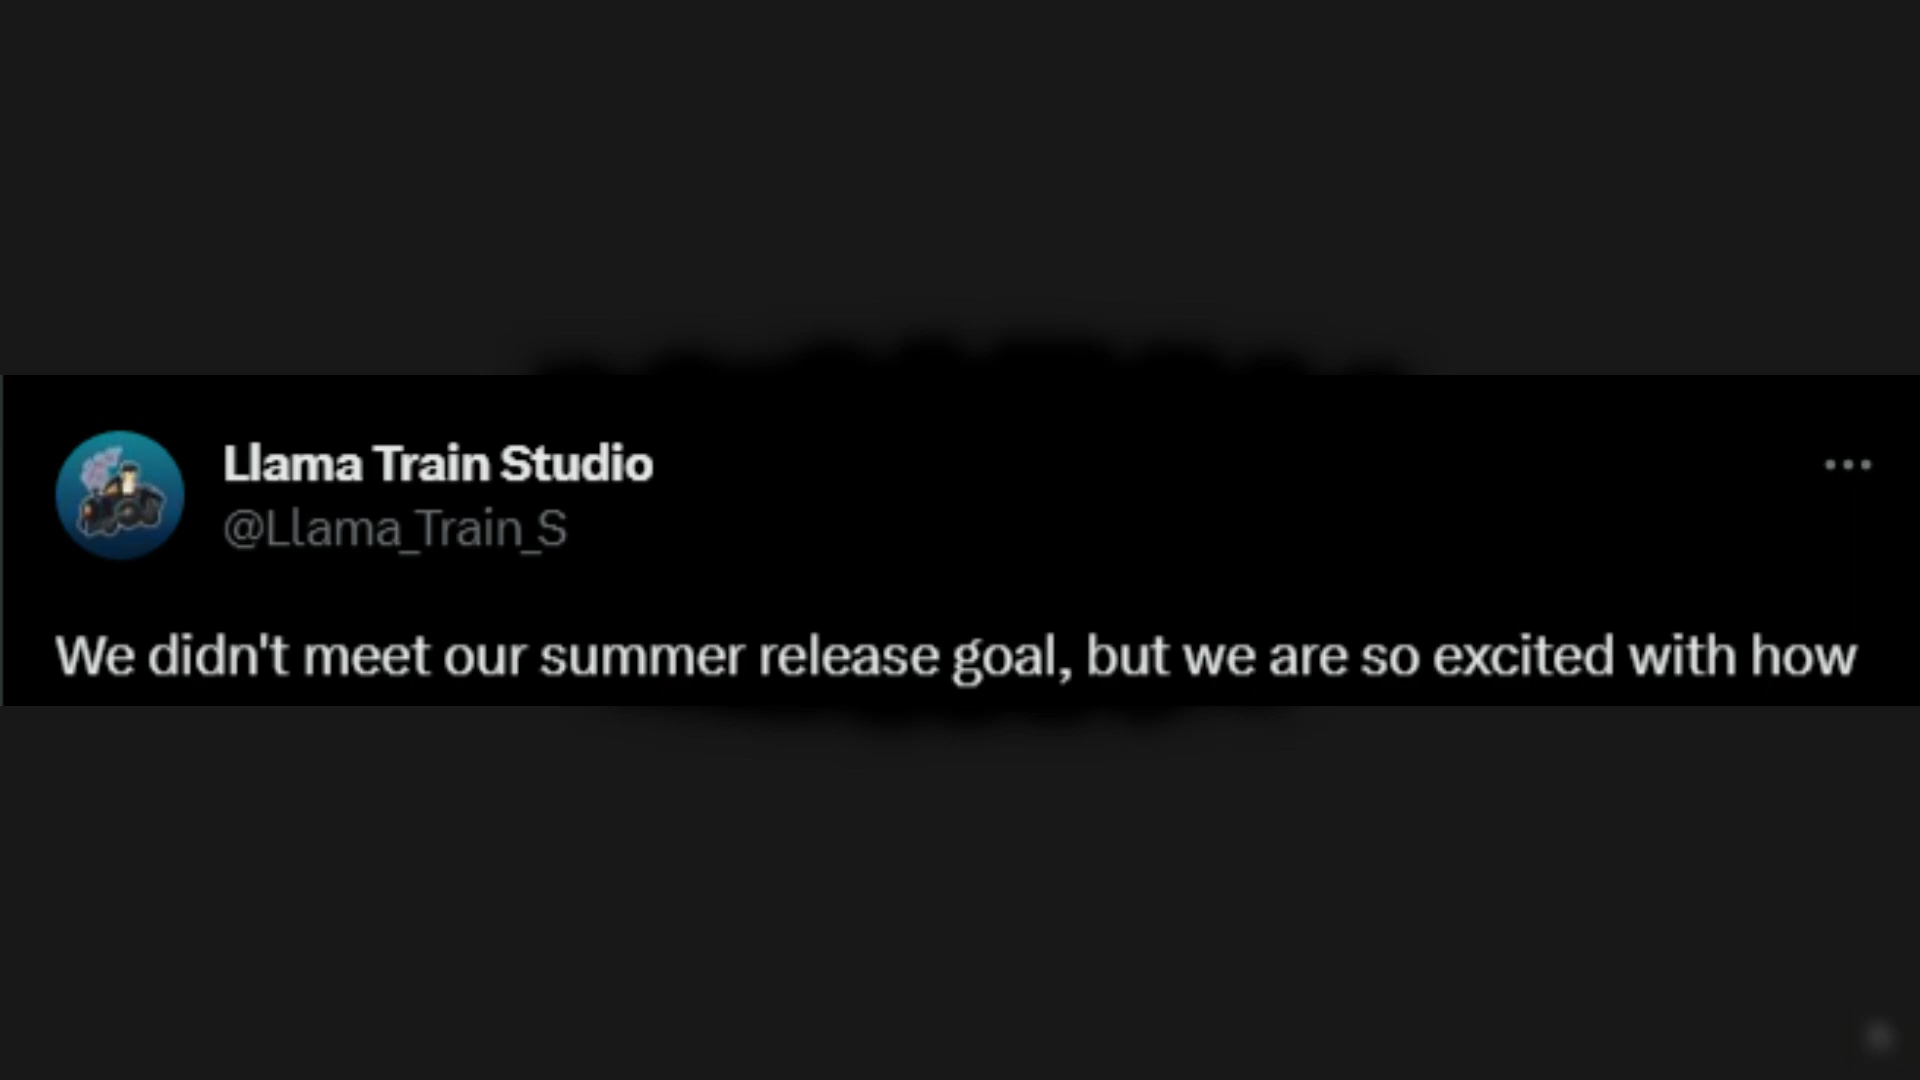 Llama Train Studio
@Llama_Train_S
We didn't meet our summer release goal, but we are so excited with how